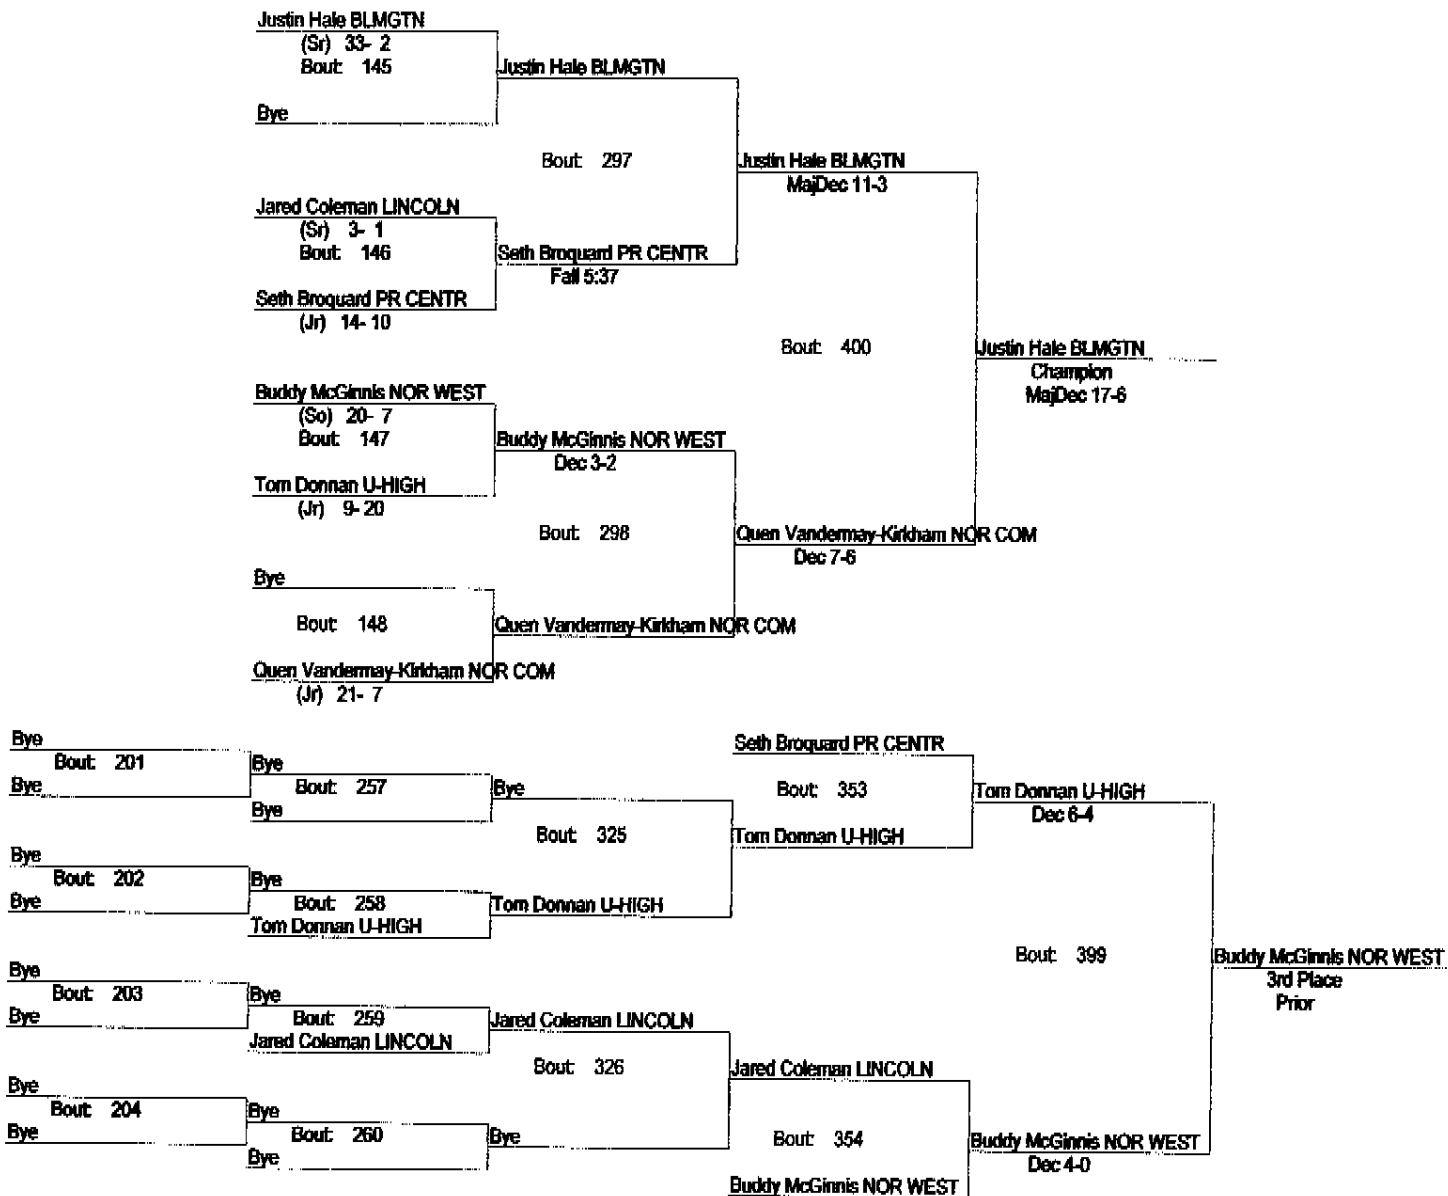 Justin Hale BLMGTN
(Sr) 33- 2
Bout: 145
Justin Hale BLMGTN
Bye
Bout: 297
Justin Hale BLMGTN
MajDec 11-3
Jared Coleman LINCOLN
(Sr) 3- 1
Bout: 146
Seth Broquard PR CENTR
Fall 5:37
Seth Broquard PR CENTR
(Jr) 14- 10
Bout: 400
Justin Hale BLMGTN
Champion
MajDec 17-6
Buddy McGinnis NOR WEST
(So) 20- 7
Bout: 147
Buddy McGinnis NOR WEST
Dec 3-2
Tom Donnan U-HIGH
(Jr) 9- 20
Bout: 298
Quen Vandermay-Kirkham NOR COM
Dec 7-6
Bye
Bout: 148
Quen Vandermay-Kirkham NOR COM
Quen Vandermay-Kirkham NOR COM
(Jr) 21- 7
Bye
Bout: 201
Bye
Bye
Bout: 257
Bye
Bye
Bout: 325
Seth Broquard PR CENTR
Bout: 353
Tom Donnan U-HIGH
Tom Donnan U-HIGH
Dec 6-4
Bye
Bout: 202
Bye
Bye
Bout: 258
Tom Donnan U-HIGH
Tom Donnan U-HIGH
Bout: 399
Buddy McGinnis NOR WEST
3rd Place
Prior
Bye
Bout: 203
Bye
Bye
Bout: 259
Jared Coleman LINCOLN
Jared Coleman LINCOLN
Bout: 326
Jared Coleman LINCOLN
Bye
Bout: 204
Bye
Bye
Bout: 260
Bye
Bye
Bout: 354
Buddy McGinnis NOR WEST
Buddy McGinnis NOR WEST
Dec 4-0